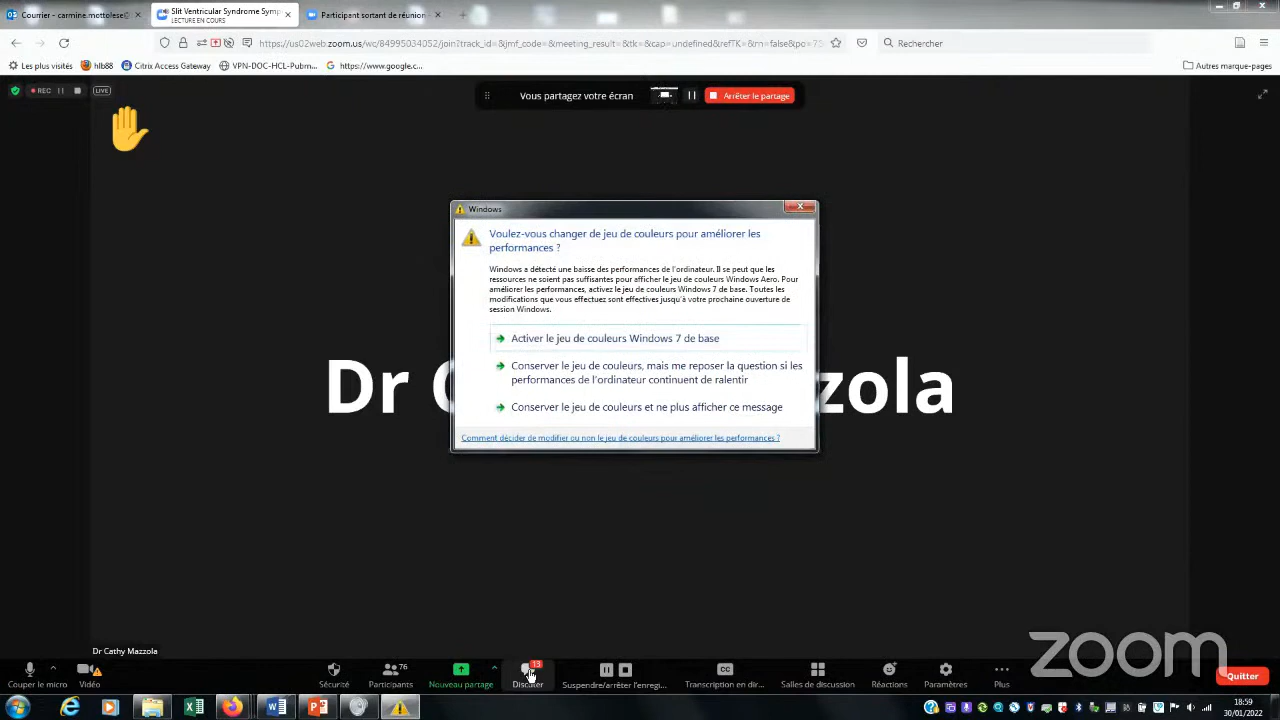 Courrier - carmine.mottolese@
Slit Ventricular Syndrome Symp
LECTURE EN COURS
Participant sortant de réunion
https://us02web.zoom.us/wc/84995034052/join?track_id=&jmf_code=&meeting_result=&tk=&cap=undefined&refTK=&rn=false&po=75
Rechercher
Les plus visités
hlb88
Citrix Access Gateway
VPN-DOC-HCL-Pubm...
https://www.google.c...
Autres marque-pages
REC
LIVE
Vous partagez votre écran
Arrêter le partage
Windows
Voulez-vous changer de jeu de couleurs pour améliorer les
performances ?
Windows a détecté une baisse des performances de l'ordinateur. Il se peut que les
ressources ne soient pas suffisantes pour afficher le jeu de couleurs Windows Aero. Pour
améliorer les performances, activez le jeu de couleurs Windows 7 de base. Toutes les
modifications que vous effectuez sont effectives jusqu'à votre prochaine ouverture de
session Windows.
Activer le jeu de couleurs Windows 7 de base
Conserver le jeu de couleurs, mais me reposer la question si les
performances de l'ordinateur continuent de ralentir
Conserver le jeu de couleurs et ne plus afficher ce message
Comment décider de modifier ou non le jeu de couleurs pour améliorer les performances ?
Dr C zzola
Dr Cathy Mazzola
zoom
Couper le micro
Vidéo
Sécurité
76
Participants
Nouveau partage
13
Discuter
Suspendre/arrêter l'enregi...
CC
Transcription en dir...
Salles de discussion
Réactions
Paramètres
Plus
Quitter
18:59
30/01/2022